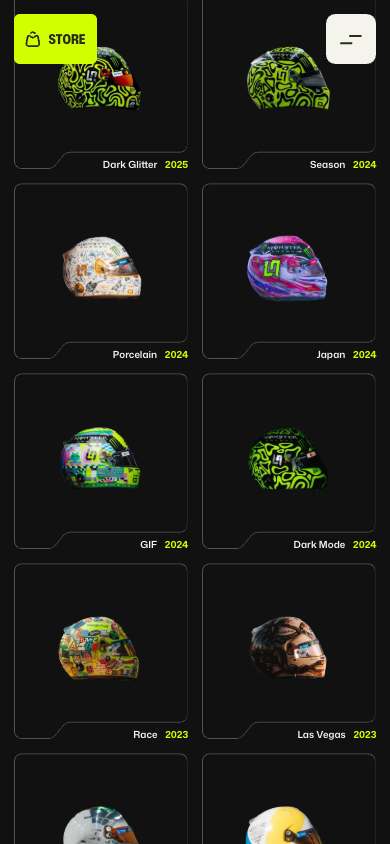 STORE
Dark Glitter 2025
Season 2024
Porcelain 2024
Japan 2024
GIF 2024
Dark Mode 2024
Race 2023
Las Vegas 2023